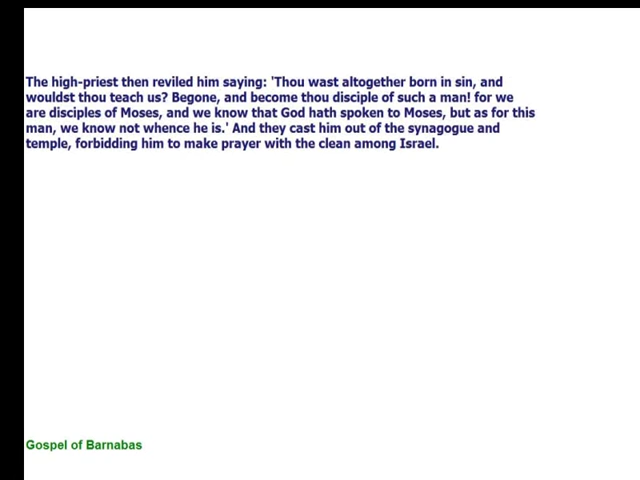 The high-priest then reviled him saying: 'Thou wast altogether born in sin, and
wouldst thou teach us? Begone, and become thou disciple of such a man! for we
are disciples of Moses, and we know that God hath spoken to Moses, but as for this
man, we know not whence he is.' And they cast him out of the synagogue and
temple, forbidding him to make prayer with the clean among Israel.
Gospel of Barnabas